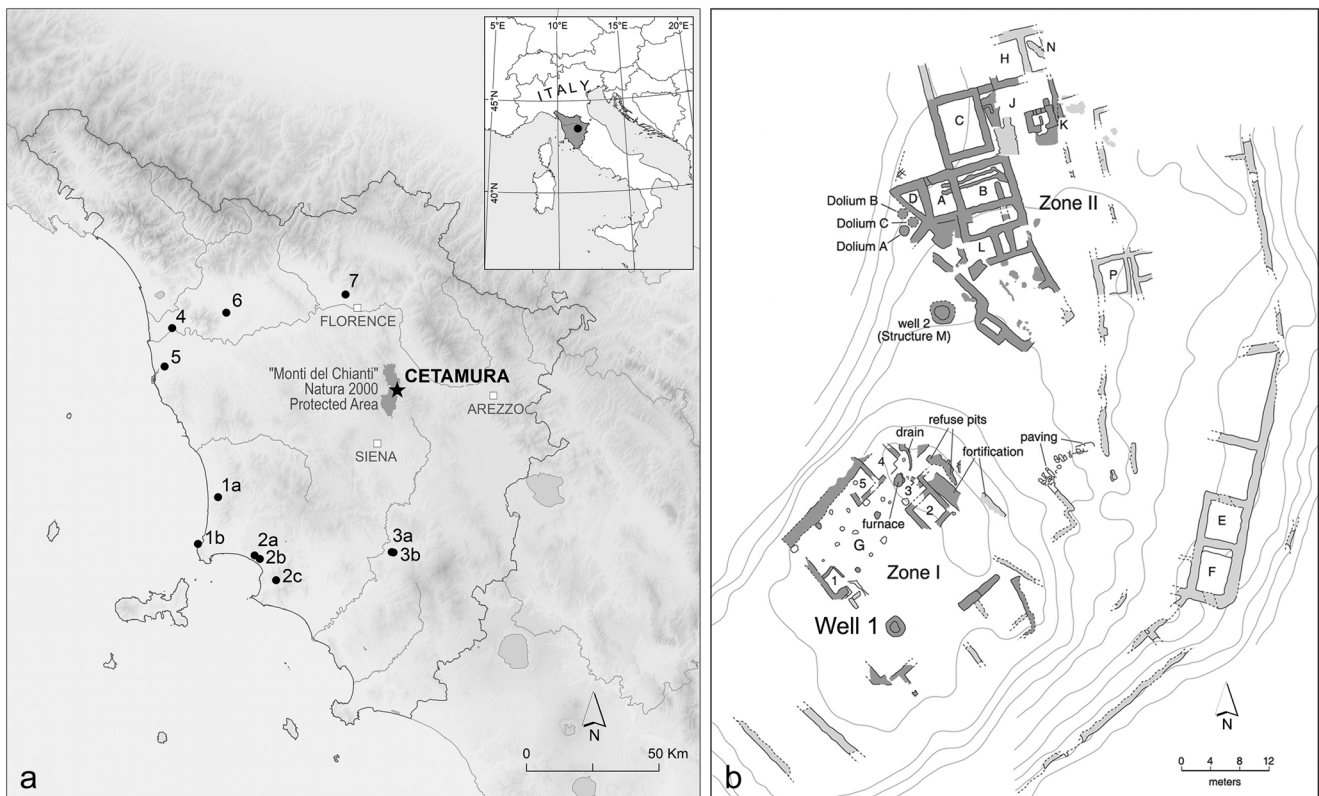 5°E 10°E 15°E 20°E
ITALY
45°N
40°N
7
6
4
FLORENCE
5
"Monti del Chianti"
Natura 2000
Protected Area
CETAMURA
AREZZO
SIENA
1a
1b
2a
2b
2c
3a
3b
N
0 50 Km
a
H
N
C
J
I
K
D
A
B
Zone II
Dolium B
Dolium C
Dolium A
L
P
well 2
(Structure M)
refuse pits
drain
fortification
paving
4
5
3
2
furnace
G
E
Zone I
F
1
Well 1
N
0 4 8 12
meters
b